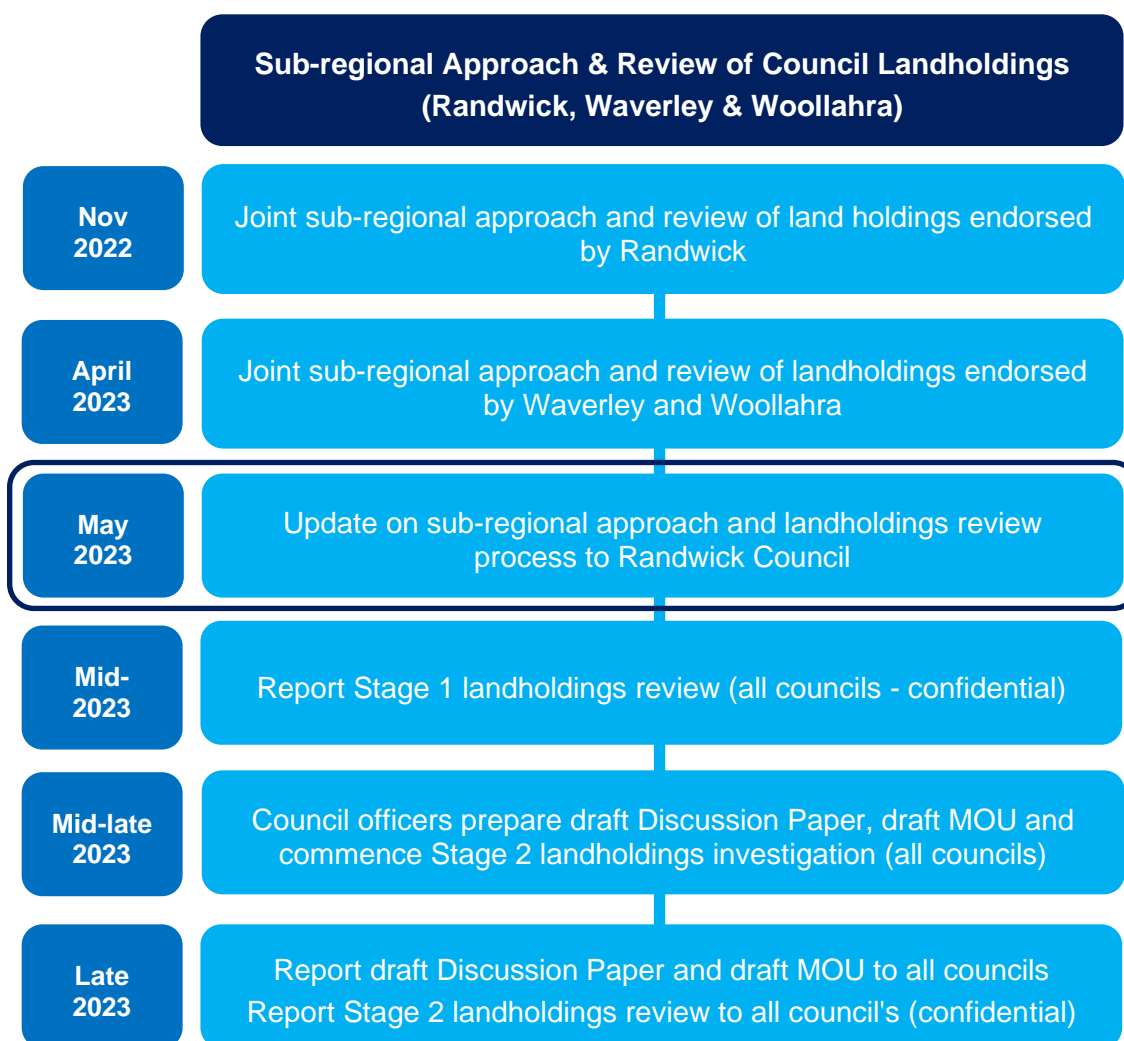 Sub-regional Approach & Review of Council Landholdings
(Randwick, Waverley & Woollahra)
Nov
2022
Joint sub-regional approach and review of land holdings endorsed
by Randwick
April
2023
Joint sub-regional approach and review of landholdings endorsed
by Waverley and Woollahra
May
2023
Update on sub-regional approach and landholdings review
process to Randwick Council
Mid-
2023
Report Stage 1 landholdings review (all councils - confidential)
Mid-late
2023
Council officers prepare draft Discussion Paper, draft MOU and
commence Stage 2 landholdings investigation (all councils)
Late
2023
Report draft Discussion Paper and draft MOU to all councils
Report Stage 2 landholdings review to all council's (confidential)